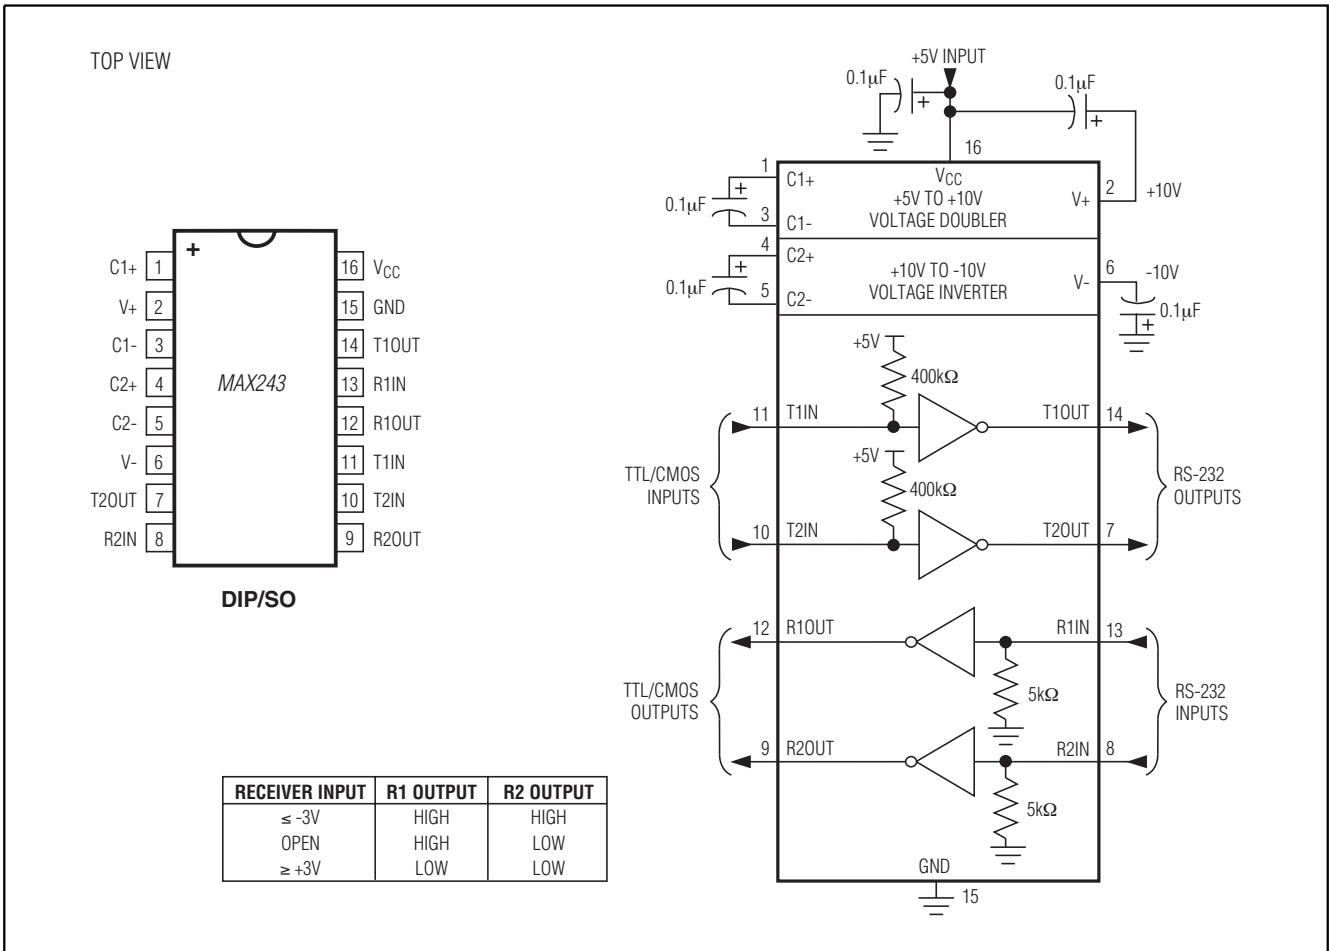 TOP VIEW
+
C1+ 1
V+ 2
C1- 3
C2+ 4
C2- 5
V- 6
T2OUT 7
R2IN 8
MAX243
16 VCC
15 GND
14 T1OUT
13 R1IN
12 R1OUT
11 T1IN
10 T2IN
9 R2OUT
DIP/SO
RECEIVER INPUT R1 OUTPUT R2 OUTPUT
≤ -3V HIGH HIGH
OPEN HIGH LOW
≥ +3V LOW LOW
+5V INPUT
0.1µF
+
0.1µF
+
16
VCC
+5V TO +10V
VOLTAGE DOUBLER
1
C1+
+
0.1µF
3
C1-
V+
2
+10V
4
C2+
+
0.1µF
5
C2-
+10V TO -10V
VOLTAGE INVERTER
V-
6
-10V
0.1µF
+
+5V
400kΩ
11 T1IN
T1OUT 14
+5V
400kΩ
TTL/CMOS
INPUTS
RS-232
OUTPUTS
10 T2IN
T2OUT 7
12 R1OUT
R1IN 13
5kΩ
TTL/CMOS
OUTPUTS
RS-232
INPUTS
9 R2OUT
R2IN 8
5kΩ
GND
15